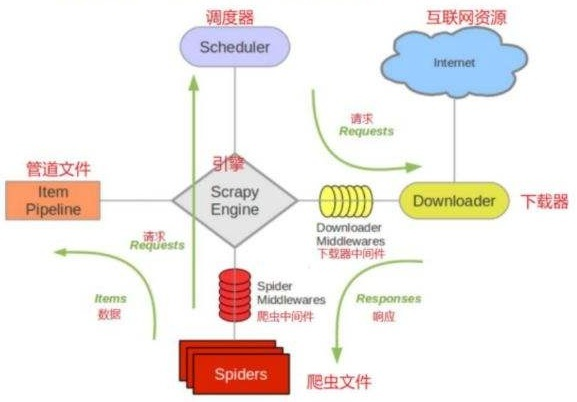 调度器
Scheduler
互联网资源
Internet
请求
Requests
管道文件
Item
Pipeline
引擎
Scrapy
Engine
Downloader
下载器
Downloader
Middlewares
下载器中间件
请求
Requests
Spider
Middlewares
爬虫中间件
Items
数据
Responses
响应
Spiders
爬虫文件